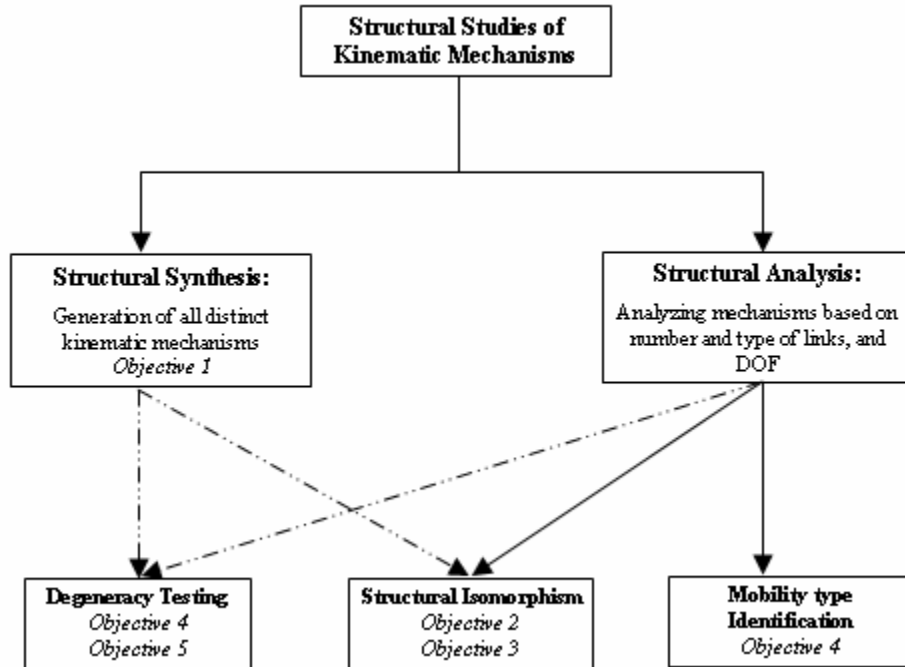 Structural Studies of
Kinematic Mechanisms
Structural Synthesis:
Generation of all distinct
kinematic mechanisms
Objective 1
Structural Analysis:
Analyzing mechanisms based on
number and type of links, and
DOF
Degeneracy Testing
Objective 4
Objective 5
Structural Isomorphism
Objective 2
Objective 3
Mobility type
Identification
Objective 4